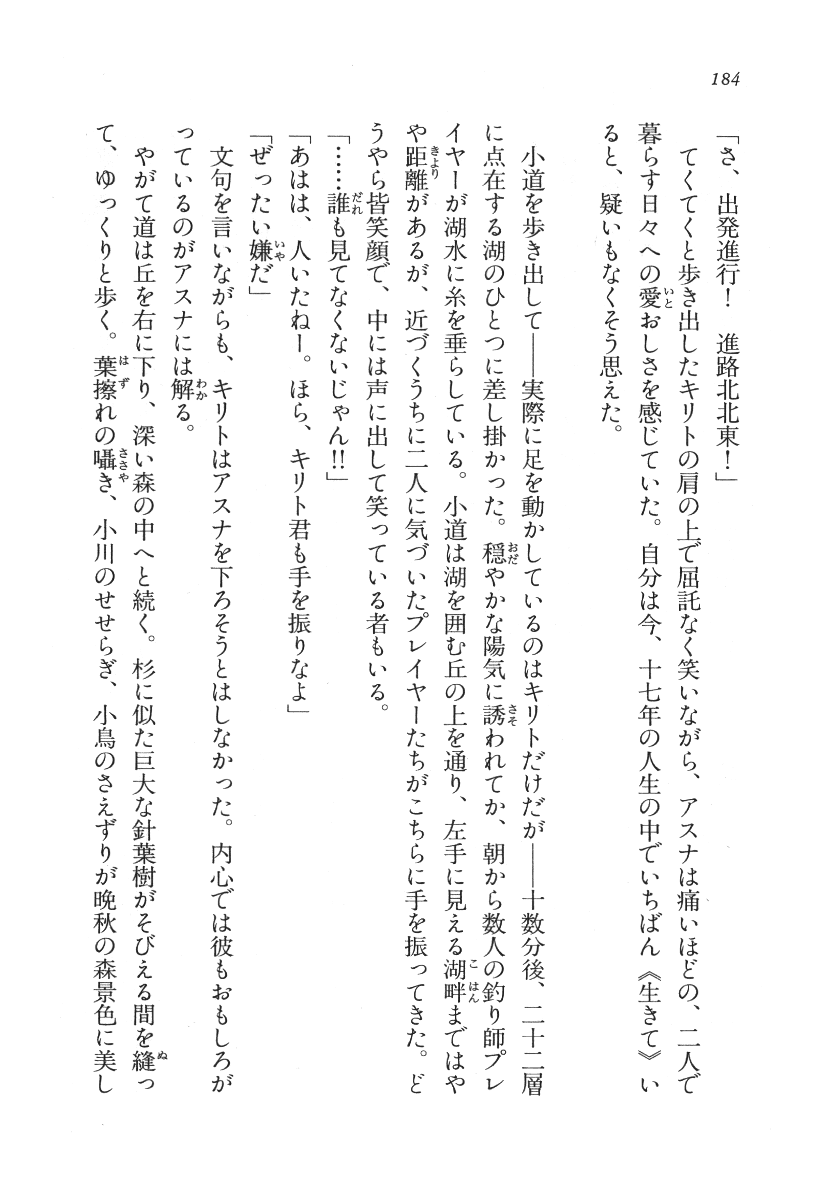 184
「さ、出発進行！　進路北北東！」
　てくてくと歩き出したキリトの肩の上で屈託なく笑いながら、アスナは痛いほどの、二人で
暮らす日々への愛おしさを感じていた。自分は今、十七年の人生の中でいちばん《生きて》い
ると、疑いもなくそう思えた。
　小道を歩き出して――実際に足を動かしているのはキリトだけだが――十数分後、二十二層
に点在する湖のひとつに差し掛かった。穏やかな陽気に誘われてか、朝から数人の釣り師プレ
イヤーが湖水に糸を垂らしている。小道は湖を囲む丘の上を通り、左手に見える湖畔まではや
や距離があるが、近づくうちに二人に気づいたプレイヤーたちがこちらに手を振ってきた。ど
うやら皆笑顔で、中には声に出して笑っている者もいる。
「……誰も見てなくないじゃん!!」
「あはは、人いたねー。ほら、キリト君も手を振りなよ」
「ぜったい嫌だ」
　文句を言いながらも、キリトはアスナを下ろそうとはしなかった。内心では彼もおもしろが
っているのがアスナには解る。
　やがて道は丘を右に下り、深い森の中へと続く。杉に似た巨大な針葉樹がそびえる間を縫っ
て、ゆっくりと歩く。葉擦れの囁き、小川のせせらぎ、小鳥のさえずりが晩秋の森景色に美し